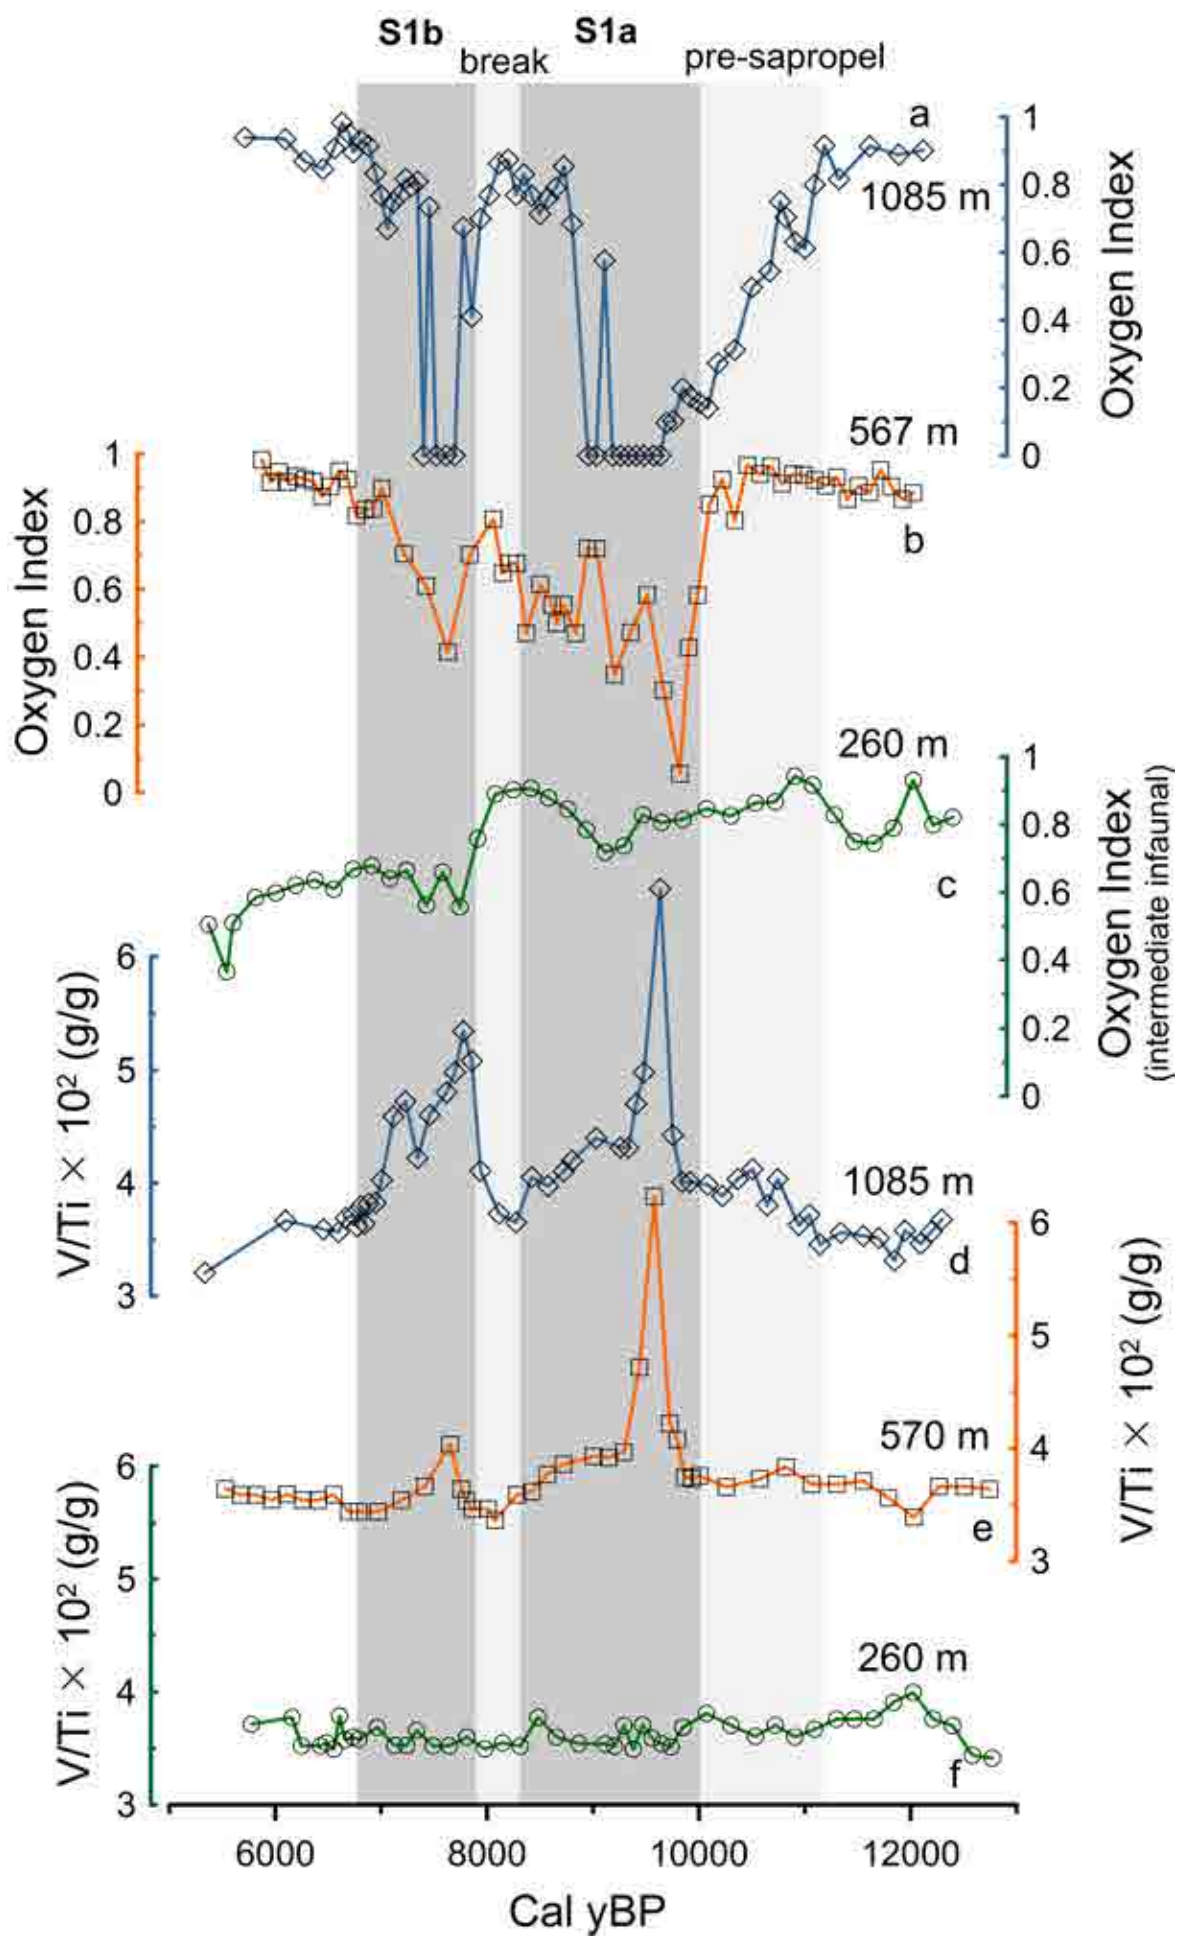 S1b
S1a
break
pre-sapropel
a
1
0.8
0.6
0.4
0.2
0
Oxygen Index
1085 m
567 m
1
0.8
0.6
0.4
0.2
0
Oxygen Index
b
260 m
1
0.8
0.6
0.4
0.2
0
Oxygen Index
(intermediate infaunal)
c
6
5
4
3
V/Ti × 10² (g/g)
1085 m
d
6
5
4
3
V/Ti × 10² (g/g)
570 m
e
6
5
4
3
V/Ti × 10² (g/g)
260 m
f
6000
8000
10000
12000
Cal yBP